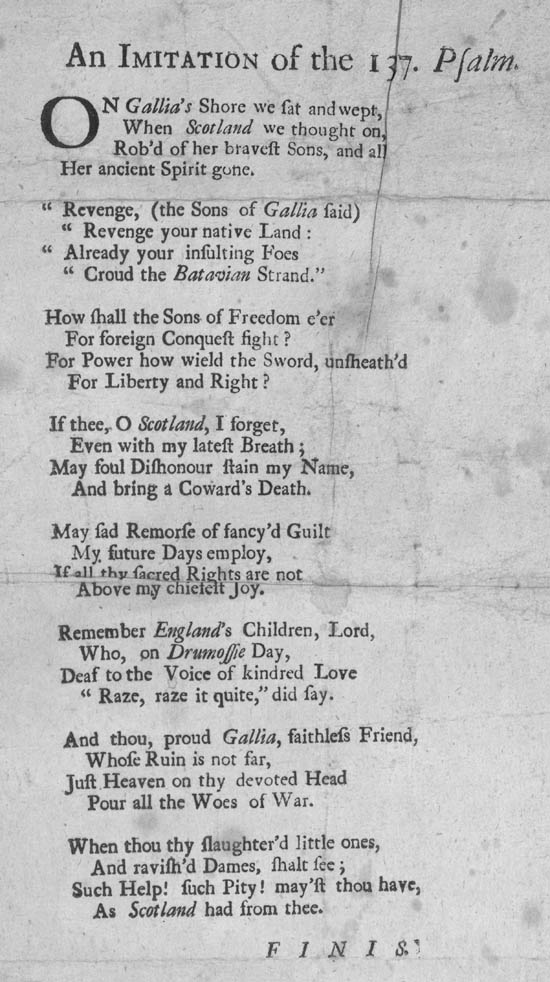 An IMITATION of the 137. Pſalm.
ON Gallia's Shore we ſat and wept,
When Scotland we thought on,
Rob'd of her braveſt Sons, and all
Her ancient Spirit gone.
“ Revenge, (the Sons of Gallia ſaid)
“ Revenge your native Land :
“ Already your inſulting Foes
“ Croud the Batavian Strand.”
How ſhall the Sons of Freedom e'er
For foreign Conqueſt fight ?
For Power how wield the Sword, unſheath'd
For Liberty and Right ?
If thee, O Scotland, I forget,
Even with my lateſt Breath ;
May foul Diſhonour ſtain my Name,
And bring a Coward's Death.
May ſad Remorſe of fancy'd Guilt
My future Days employ,
If all thy ſacred Rights are not
Above my chiefeſt Joy.
Remember England's Children, Lord,
Who, on Drumoſſie Day,
Deaf to the Voice of kindred Love
“ Raze, raze it quite,” did ſay.
And thou, proud Gallia, faithleſs Friend,
Whoſe Ruin is not far,
Juſt Heaven on thy devoted Head
Pour all the Woes of War.
When thou thy ſlaughter'd little ones,
And raviſh'd Dames, ſhalt ſee ;
Such Help! ſuch Pity! may'ſt thou have,
As Scotland had from thee.
F I N I S.